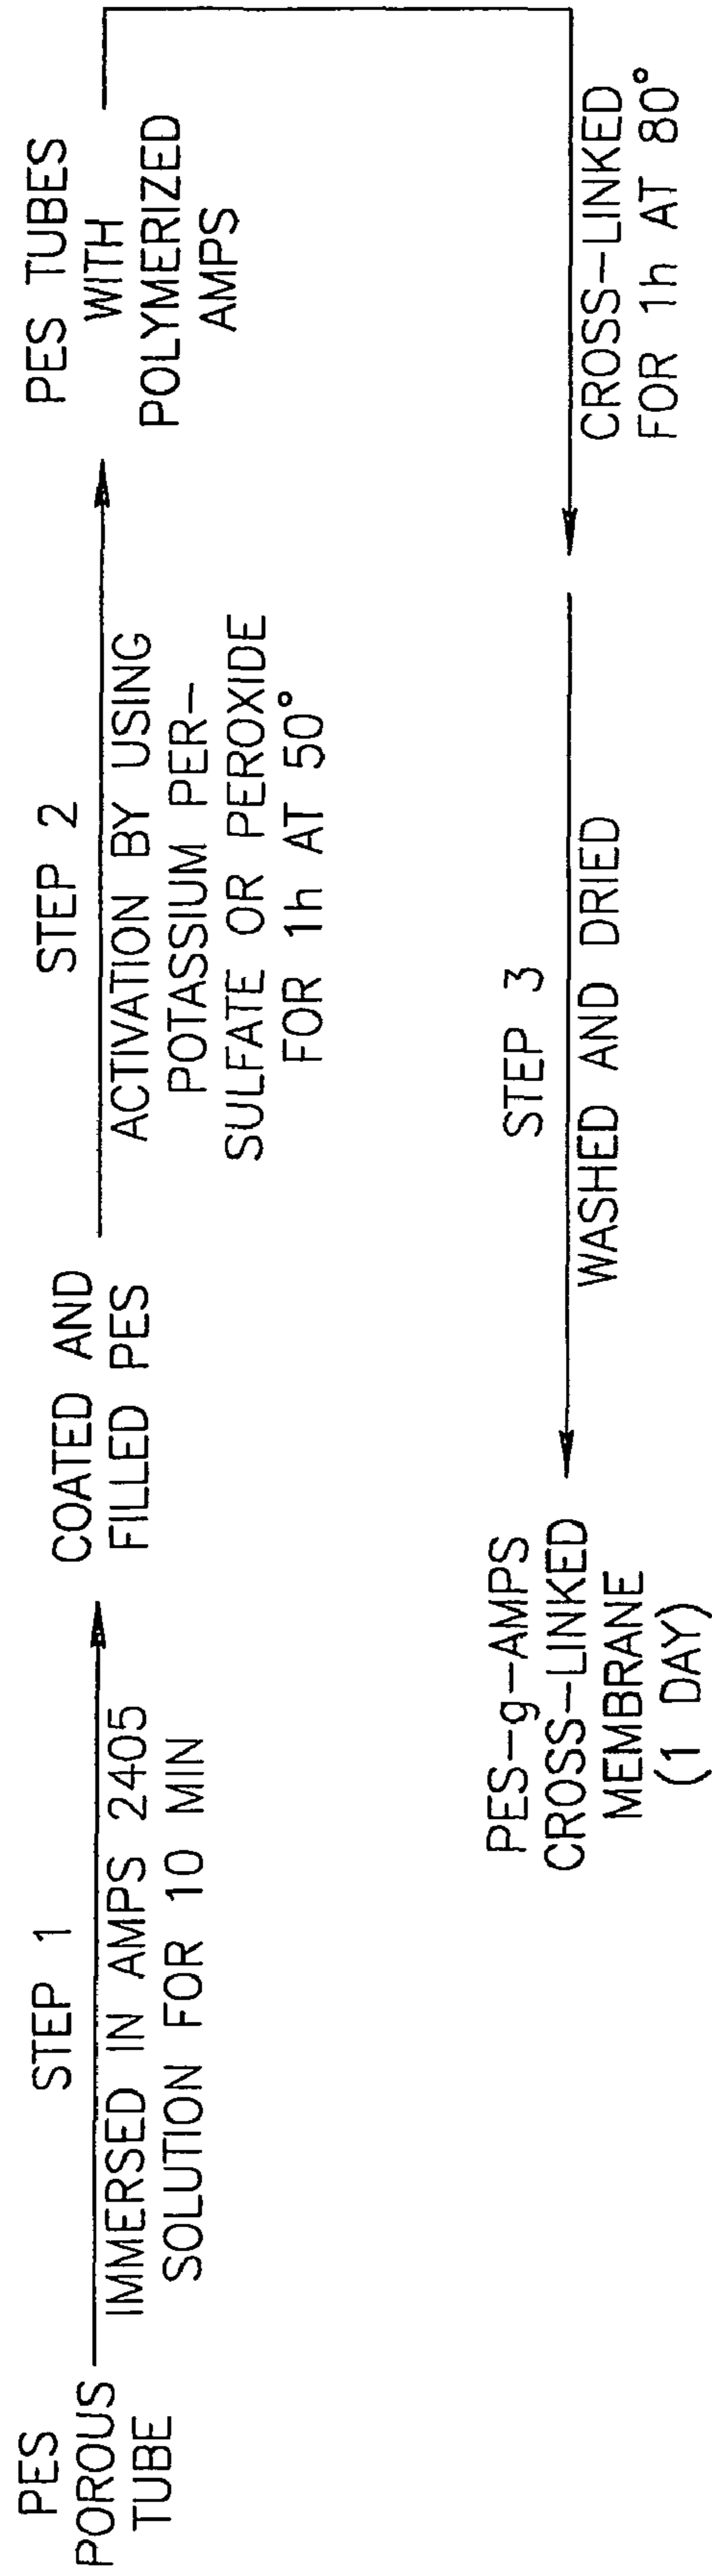 PES
POROUS
TUBE
STEP 1
IMMERSED IN AMPS 2405
SOLUTION FOR 10 MIN
COATED AND
FILLED PES
STEP 2
ACTIVATION BY USING
POTASSIUM PER-
SULFATE OR PEROXIDE
FOR 1h AT 50°
PES TUBES
WITH
POLYMERIZED
AMPS
CROSS-LINKED
FOR 1h AT 80°
STEP 3
WASHED AND DRIED
PES-g-AMPS
CROSS-LINKED
MEMBRANE
(1 DAY)